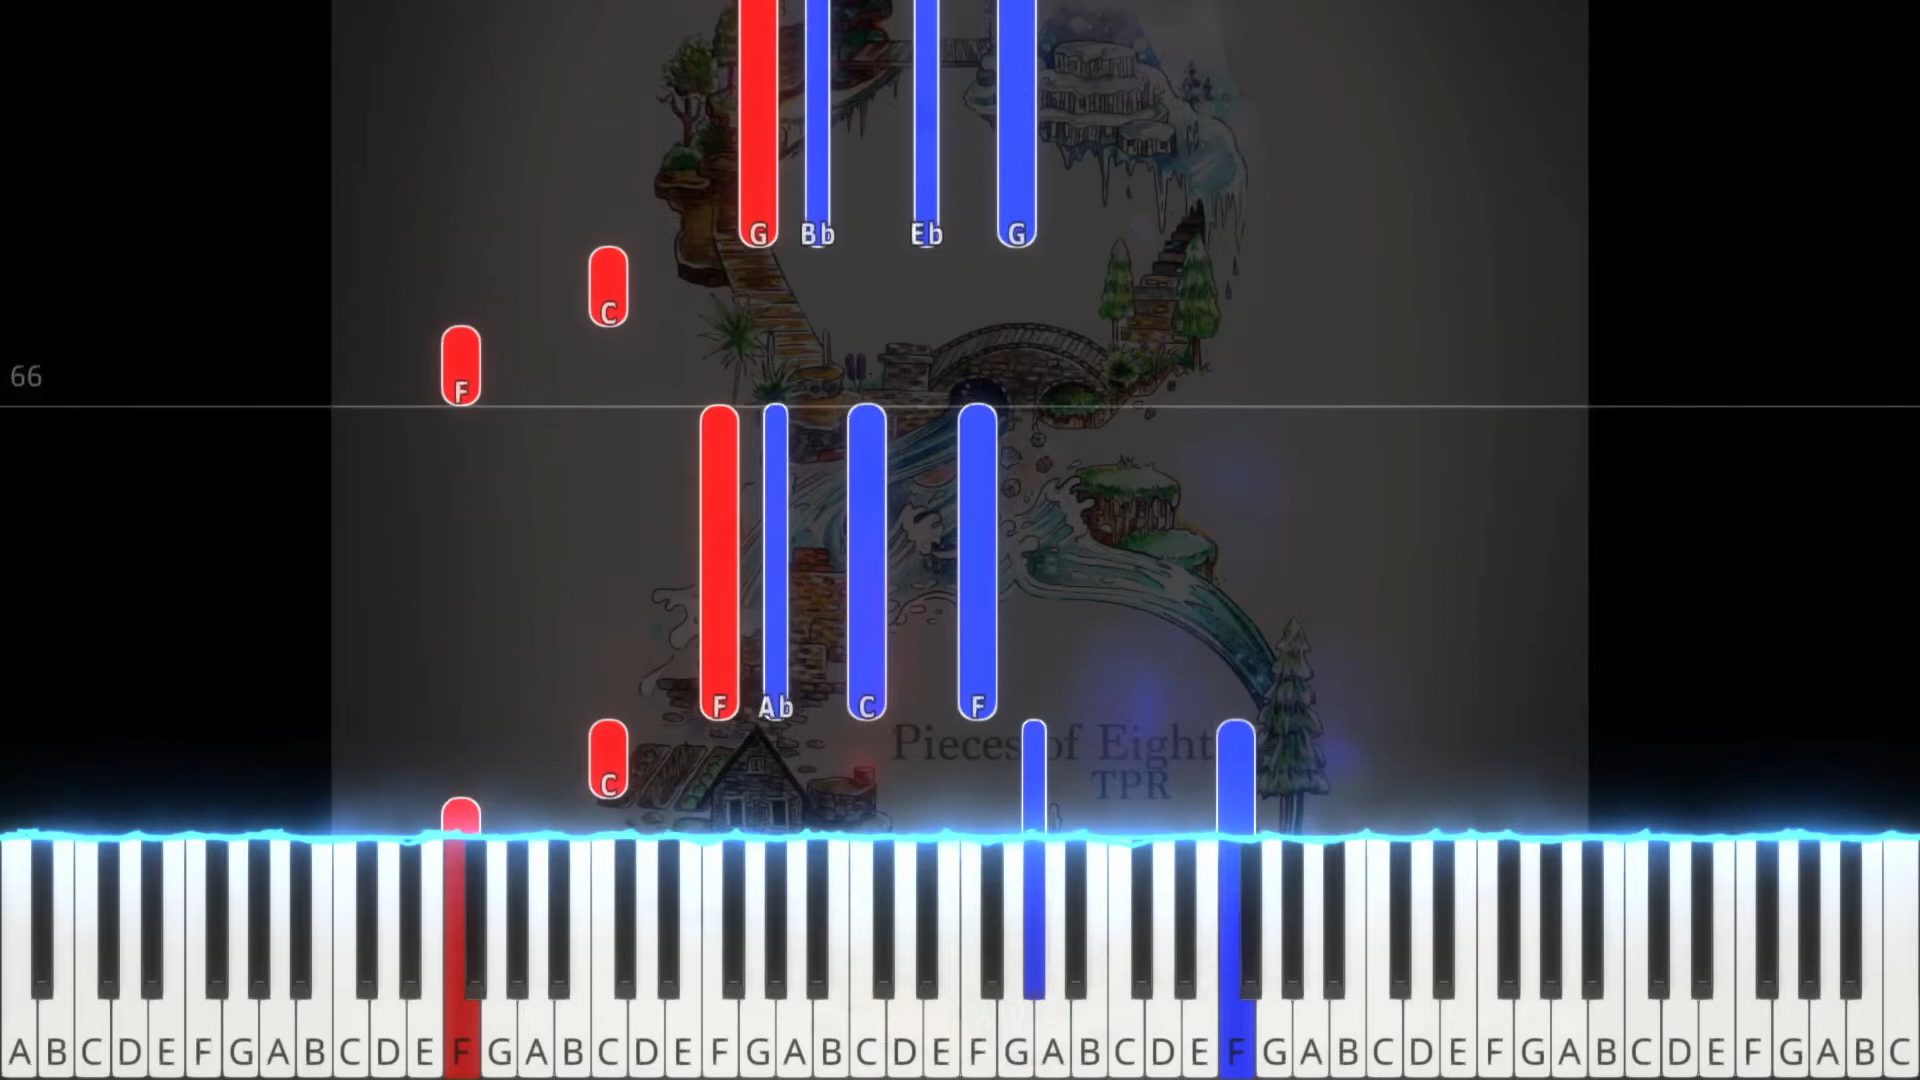 G Bb Eb G
C
66
F
F Ab C F
Pieces of Eight
C
TPR
A B C D E F G A B C D E F G A B C D E F G A B C D E F G A B C D E F G A B C D E F G A B C